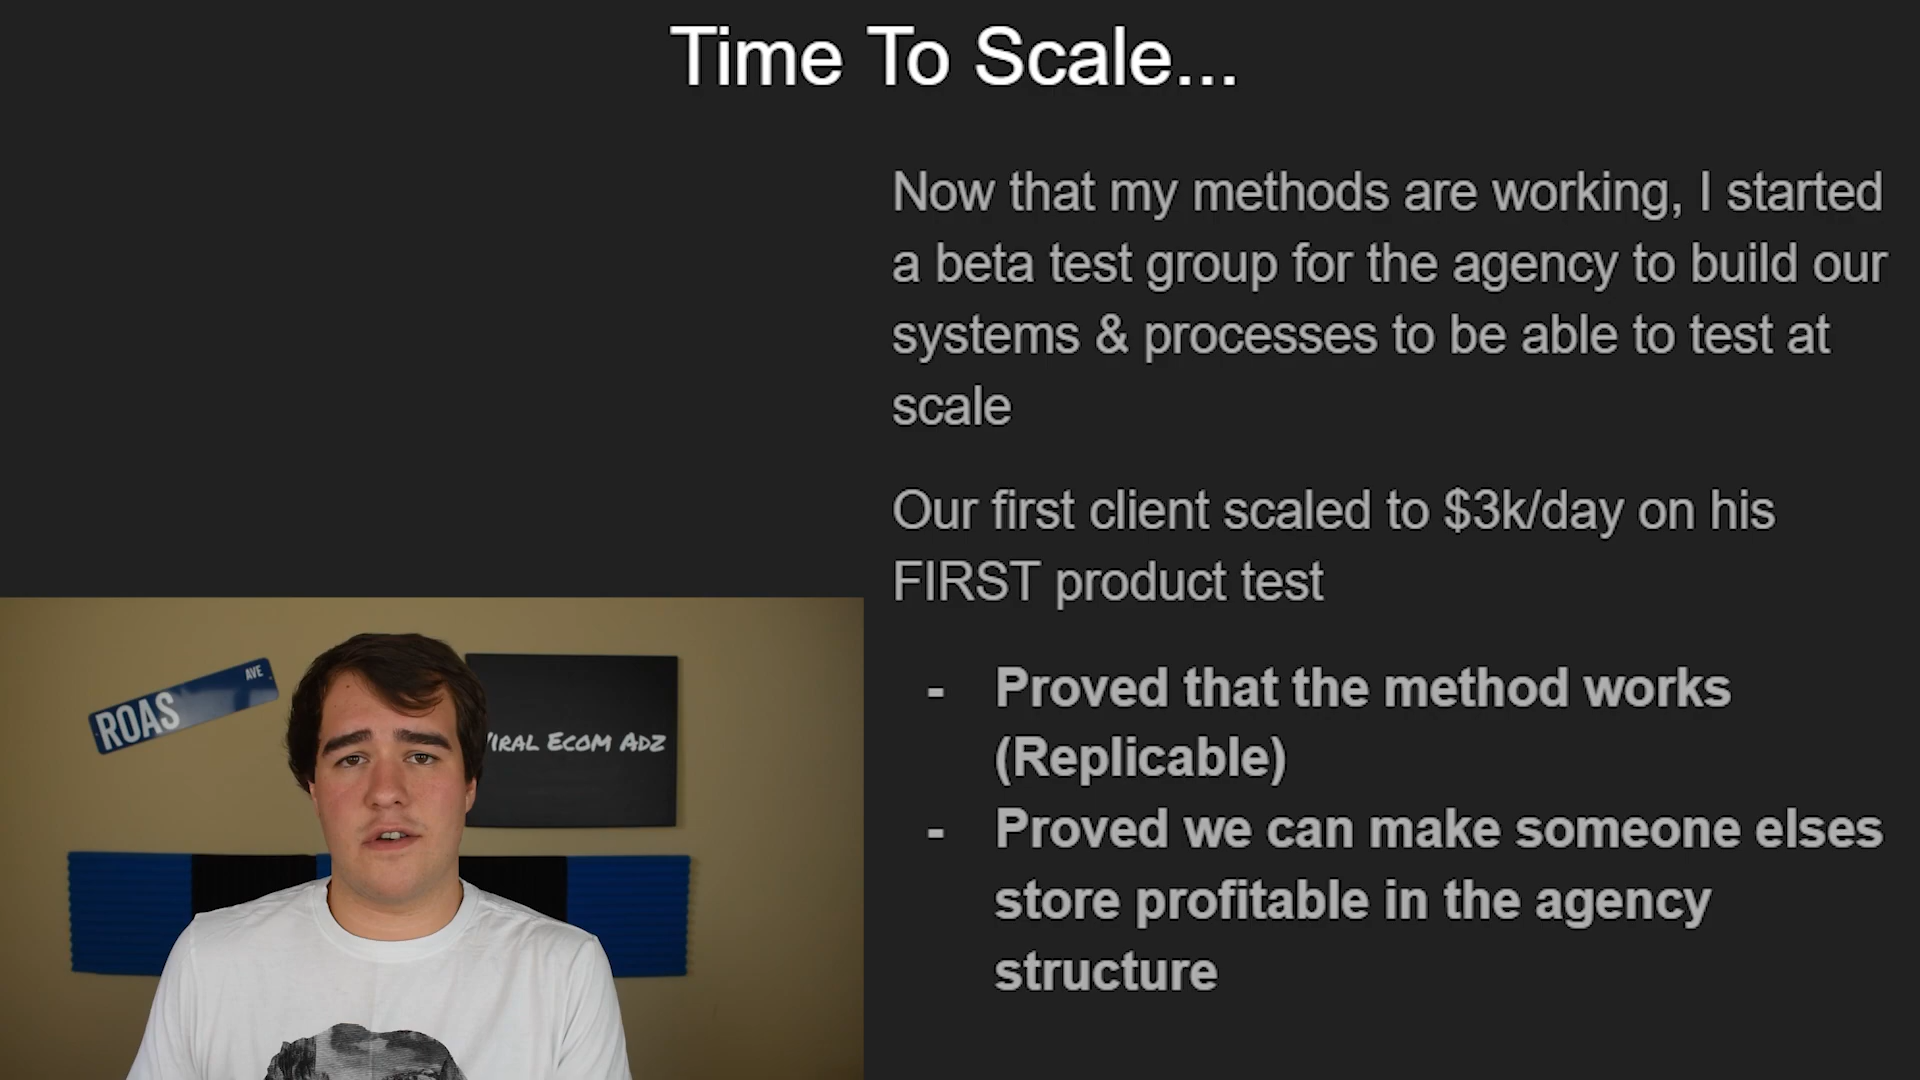 Time To Scale...
Now that my methods are working, I started
a beta test group for the agency to build our
systems & processes to be able to test at
scale
Our first client scaled to $3k/day on his
FIRST product test
- Proved that the method works
(Replicable)
- Proved we can make someone elses
store profitable in the agency
structure
ROAS AVE
Viral Ecom Adz